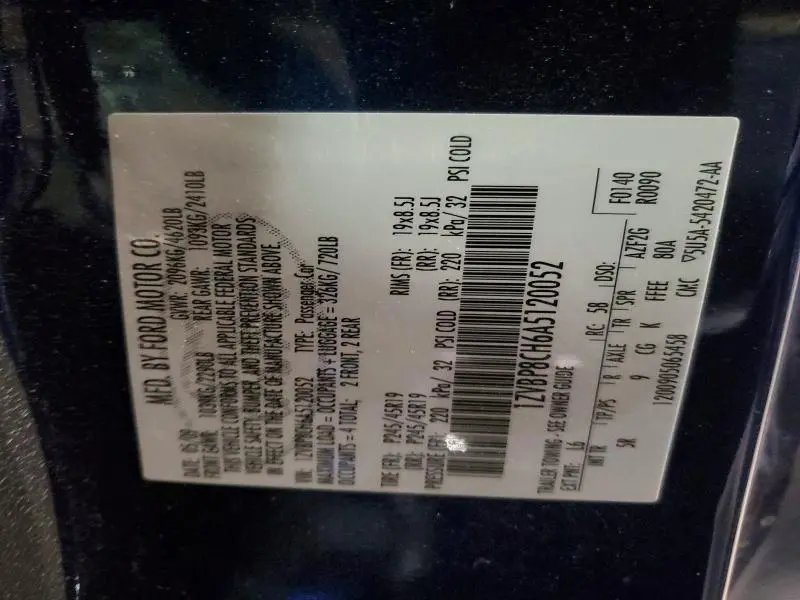 MFD. BY FORD MOTOR CO.
DATE: 05/09 GVWR: 2096KG/4620LB
FRONT GAWR: 1003KG/2210LB REAR GAWR: 1093KG/2410LB
THIS VEHICLE CONFORMS TO ALL APPLICABLE FEDERAL MOTOR
VEHICLE SAFETY, BUMPER, AND THEFT PREVENTION STANDARDS
IN EFFECT ON THE DATE OF MANUFACTURE SHOWN ABOVE.
VIN: 1ZVBP8CH6A5120052 TYPE: Passenger Car
MAXIMUM LOAD = OCCUPANTS + LUGGAGE = 326KG/720LB
OCCUPANTS = 4 TOTAL; 2 FRONT, 2 REAR
TIRE (FR): P245/45R19 RIMS (FR): 19x8.5J
(RR): P245/45R19 (RR): 19x8.5J
PRESSURE (FR): 220 kPa/ 32 PSI COLD (RR): 220 kPa/ 32 PSI COLD
1ZVBP8CH6A5120052
TRAILER TOWING - SEE OWNER GUIDE F0140
EXT PNT: L6 RC: 58 DSO: R0090
INT TR TP/PS R AXLE TR SPR AZF2G
5R 9 CG K FFEE 80A
1200905065458 CMC 5U5A-5420472-AA